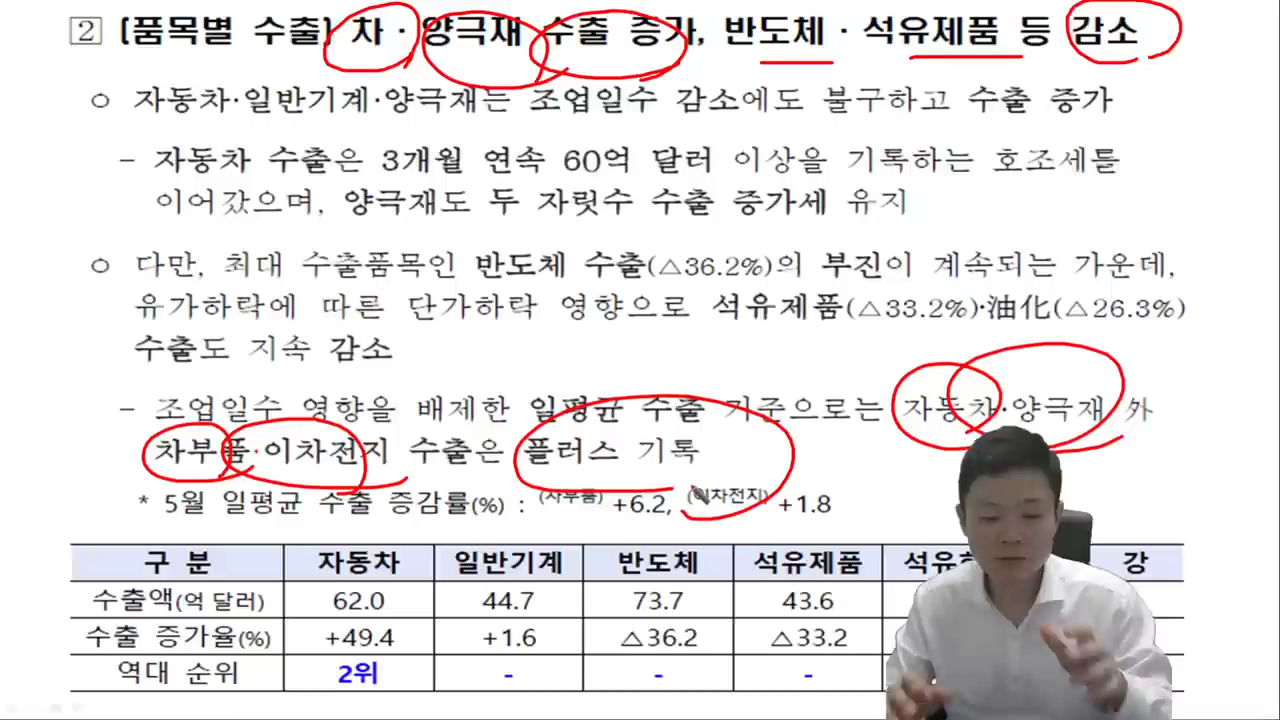 2 (품목별 수출) 차·양극재 수출 증가, 반도체·석유제품 등 감소
○ 자동차·일반기계·양극재는 조업일수 감소에도 불구하고 수출 증가
- 자동차 수출은 3개월 연속 60억 달러 이상을 기록하는 호조세를
이어갔으며, 양극재도 두 자릿수 수출 증가세 유지
○ 다만, 최대 수출품목인 반도체 수출(△36.2%)의 부진이 계속되는 가운데,
유가하락에 따른 단가하락 영향으로 석유제품(△33.2%)·油化(△26.3%)
수출도 지속 감소
- 조업일수 영향을 배제한 일평균 수출 기준으로는 자동차·양극재 外
차부품·이차전지 수출은 플러스 기록
* 5월 일평균 수출 증감률(%) : (차부품) +6.2, (이차전지) +1.8
구 분 자동차 일반기계 반도체 석유제품 강
수출액(억 달러) 62.0 44.7 73.7 43.6
수출 증가율(%) +49.4 +1.6 △36.2 △33.2
역대 순위 2위 - - -